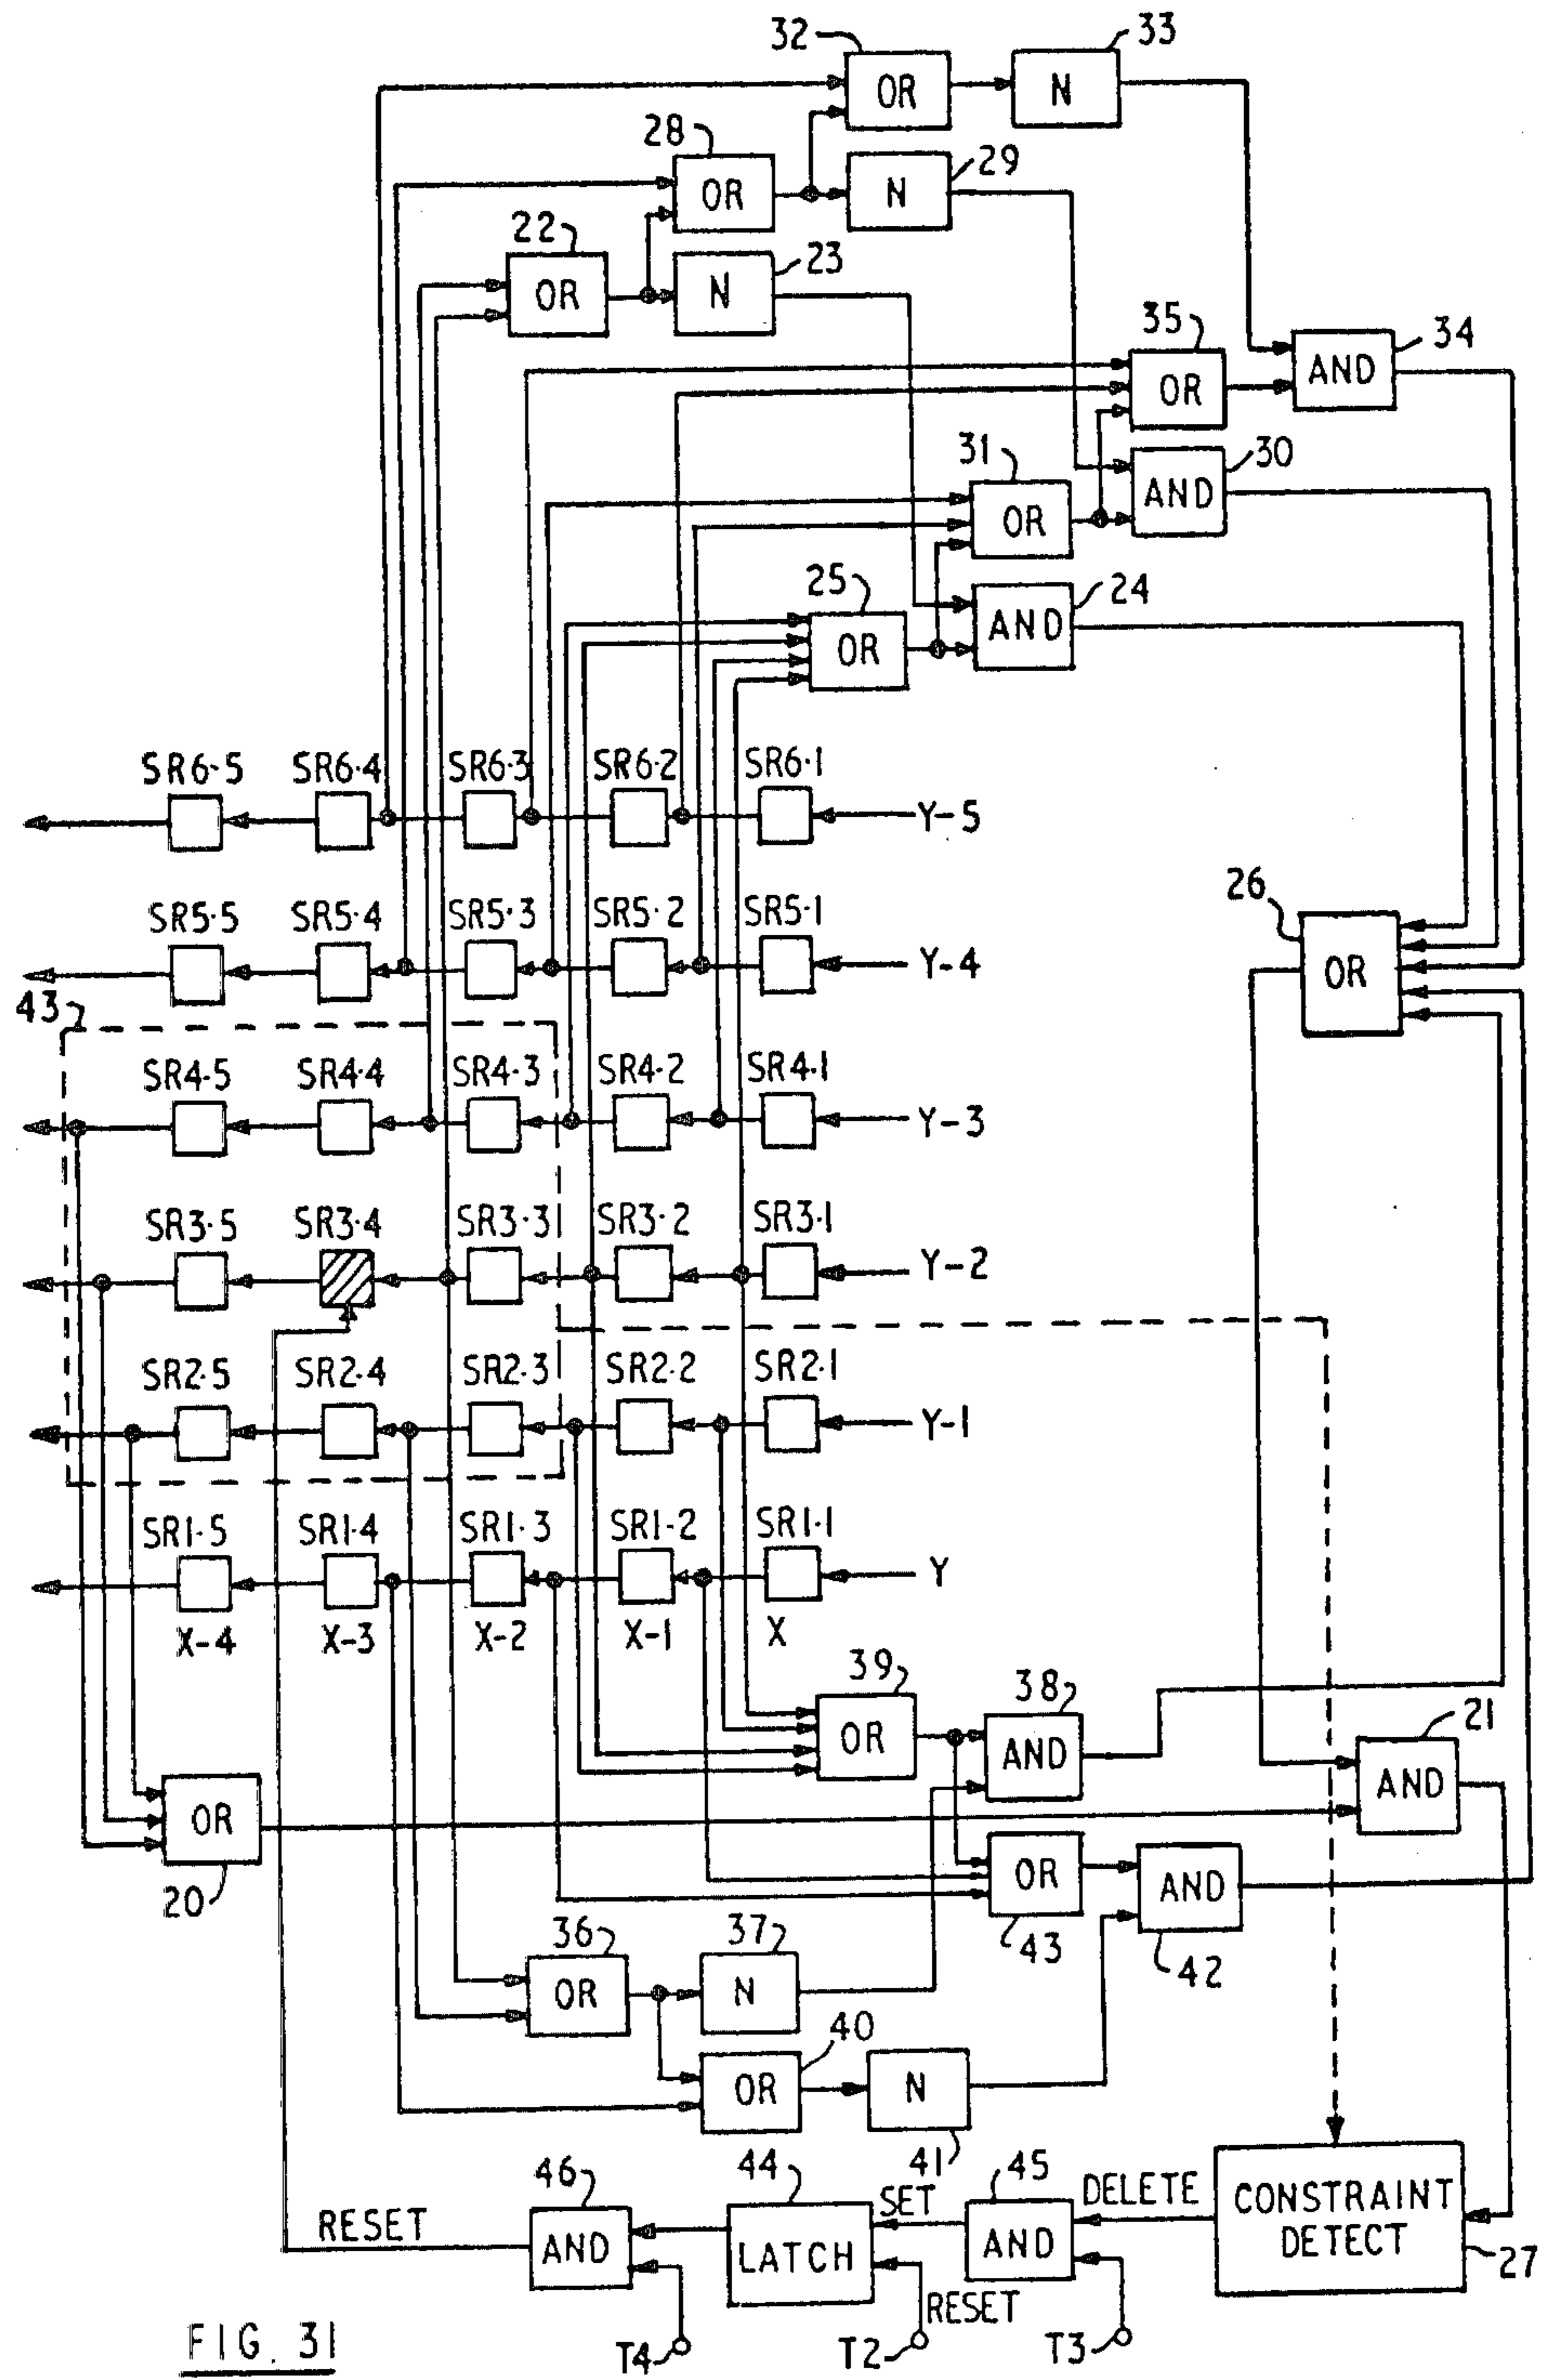 32 33
OR N
28 29
OR N
22 23
OR N
35 34
OR AND
31 30
OR AND
25 24
OR AND
SR6·5 SR6·4 SR6·3 SR6·2 SR6·1
Y-5
26
OR
SR5·5 SR5·4 SR5·3 SR5·2 SR5·1
Y-4
43
SR4·5 SR4·4 SR4·3 SR4·2 SR4·1
Y-3
SR3·5 SR3·4 SR3·3 SR3·2 SR3·1
Y-2
SR2·5 SR2·4 SR2·3 SR2·2 SR2·1
Y-1
SR1·5 SR1·4 SR1·3 SR1·2 SR1·1
Y
X-4 X-3 X-2 X-1 X
39 38 21
OR AND AND
OR
20
OR AND
43 42
36 37
OR N
40
OR N
41
46 44 45
SET DELETE
CONSTRAINT
DETECT
RESET
AND LATCH AND
27
RESET
T4 T2 T3
FIG. 31